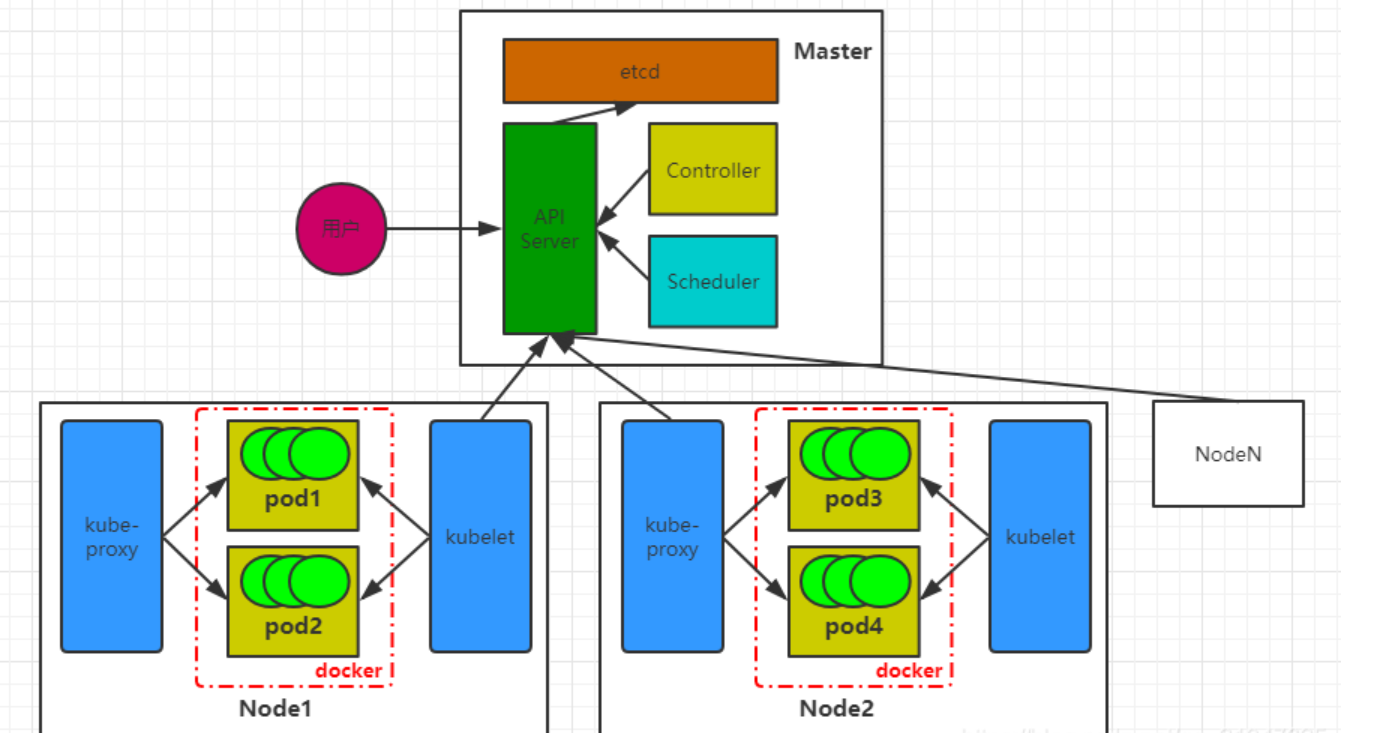 Master
etcd
Controller
API
Server
用户
Scheduler
NodeN
pod1
pod3
kube-
proxy
kubelet
kube-
proxy
kubelet
pod2
pod4
docker
docker
Node1
Node2